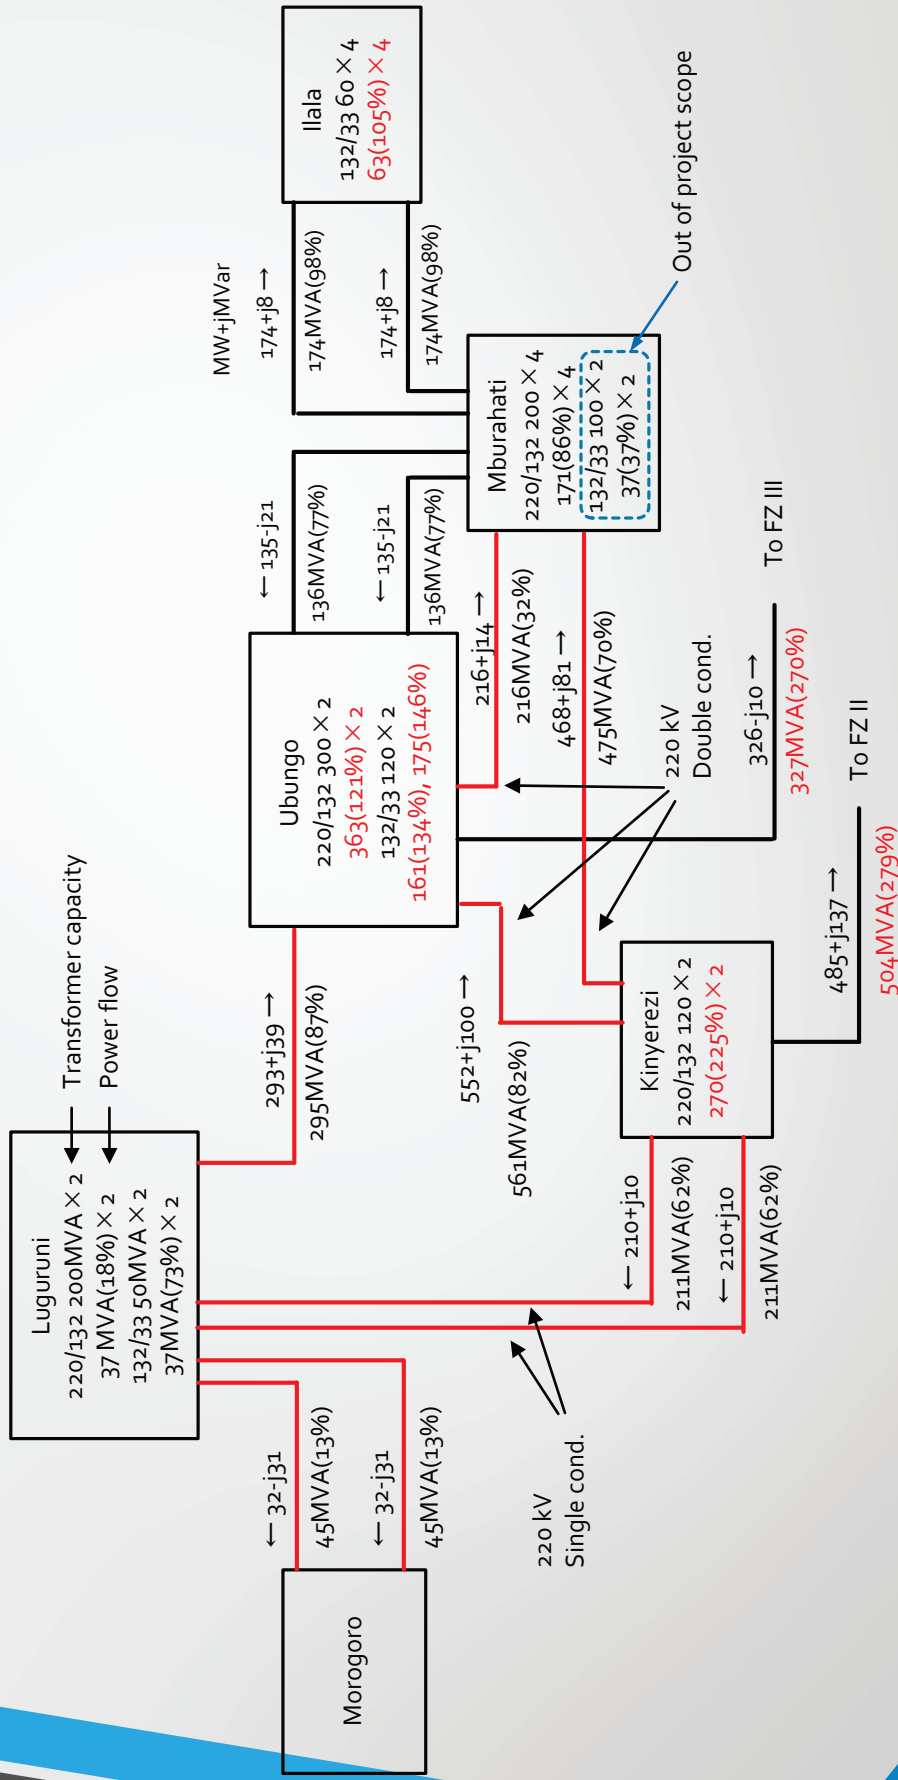 Luguruni
220/132 200MVA × 2
37 MVA(18%) × 2
132/33 50MVA × 2
37MVA(73%) × 2
Transformer capacity
Power flow
Morogoro
← 32-j31
45MVA(13%)
← 32-j31
45MVA(13%)
220 kV
Single cond.
293+j39 →
295MVA(87%)
Ubungo
220/132 300 × 2
363(121%) × 2
132/33 120 × 2
161(134%), 175(146%)
552+j100 →
561MVA(82%)
← 210+j10
211MVA(62%)
← 210+j10
211MVA(62%)
Kinyerezi
220/132 120 × 2
270(225%) × 2
← 135-j21
136MVA(77%)
← 135-j21
136MVA(77%)
216+j14 →
216MVA(32%)
468+j81 →
475MVA(70%)
220 kV
Double cond.
MW+jMVar
174+j8 →
174MVA(98%)
174+j8 →
174MVA(98%)
Ilala
132/33 60 × 4
63(105%) × 4
Mburahati
220/132 200 × 4
171(86%) × 4
132/33 100 × 2
37(37%) × 2
Out of project scope
326-j10 →
327MVA(270%)
To FZ III
485+j137 →
504MVA(279%)
To FZ II